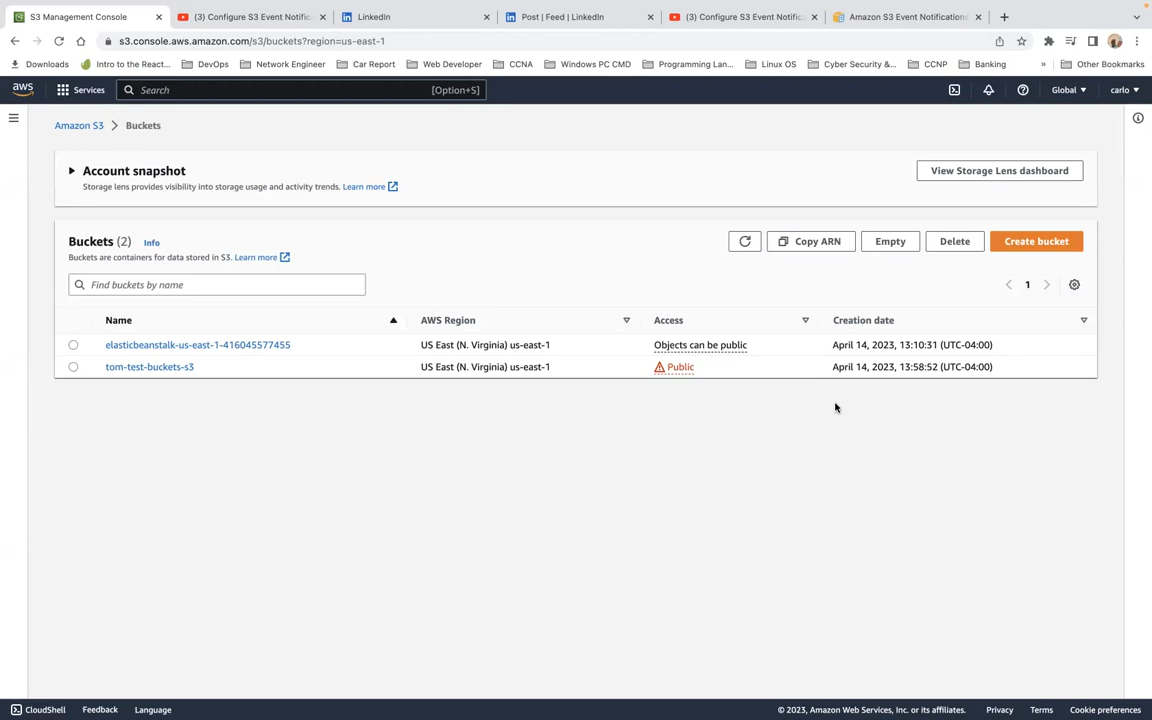 S3 Management Console
(3) Configure S3 Event Notific
LinkedIn
Post | Feed | LinkedIn
(3) Configure S3 Event Notific
Amazon S3 Event Notifications
s3.console.aws.amazon.com/s3/buckets?region=us-east-1
Downloads
Intro to the React...
DevOps
Network Engineer
Car Report
Web Developer
CCNA
Windows PC CMD
Programming Lan...
Linux OS
Cyber Security &...
CCNP
Banking
»
Other Bookmarks
aws
Services
Search
[Option+S]
Global
carlo
Amazon S3
Buckets
Account snapshot
View Storage Lens dashboard
Storage lens provides visibility into storage usage and activity trends. Learn more
Buckets (2)
Info
Copy ARN
Empty
Delete
Create bucket
Buckets are containers for data stored in S3. Learn more
Find buckets by name
1
Name
AWS Region
Access
Creation date
elasticbeanstalk-us-east-1-416045577455
US East (N. Virginia) us-east-1
Objects can be public
April 14, 2023, 13:10:31 (UTC-04:00)
tom-test-buckets-s3
US East (N. Virginia) us-east-1
Public
April 14, 2023, 13:58:52 (UTC-04:00)
CloudShell
Feedback
Language
© 2023, Amazon Web Services, Inc. or its affiliates.
Privacy
Terms
Cookie preferences